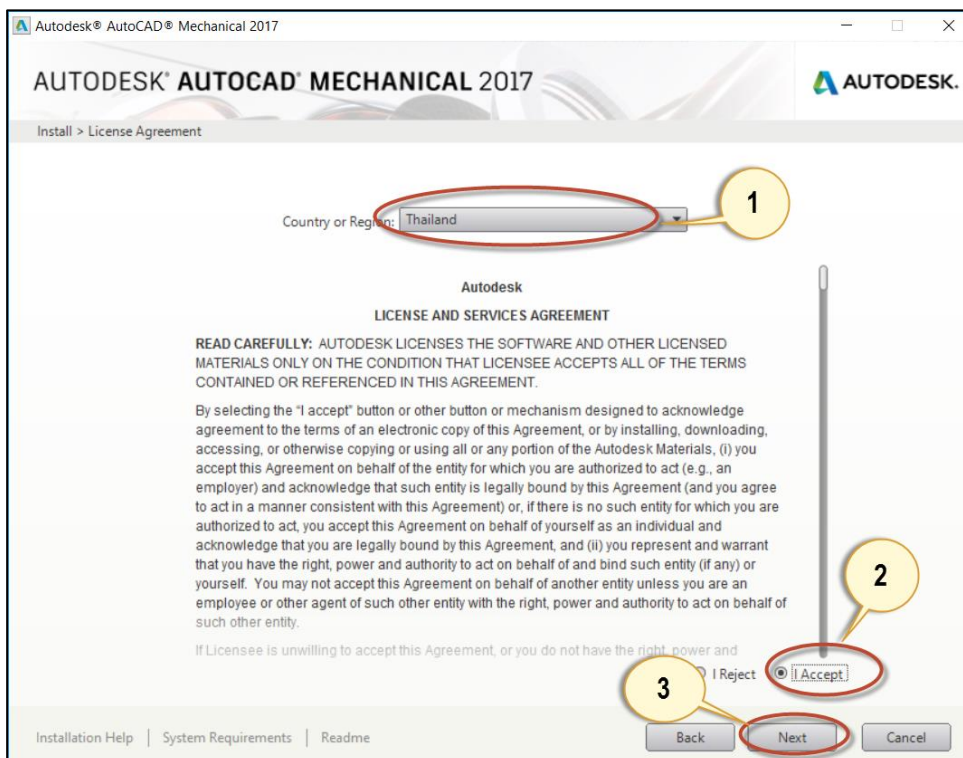 Autodesk® AutoCAD® Mechanical 2017
AUTODESK® AUTOCAD® MECHANICAL 2017
AUTODESK.
Install > License Agreement
1
Country or Region: Thailand
Autodesk
LICENSE AND SERVICES AGREEMENT
READ CAREFULLY: AUTODESK LICENSES THE SOFTWARE AND OTHER LICENSED
MATERIALS ONLY ON THE CONDITION THAT LICENSEE ACCEPTS ALL OF THE TERMS
CONTAINED OR REFERENCED IN THIS AGREEMENT.
By selecting the "I accept" button or other button or mechanism designed to acknowledge
agreement to the terms of an electronic copy of this Agreement, or by installing, downloading,
accessing, or otherwise copying or using all or any portion of the Autodesk Materials, (i) you
accept this Agreement on behalf of the entity for which you are authorized to act (e.g., an
employer) and acknowledge that such entity is legally bound by this Agreement (and you agree
to act in a manner consistent with this Agreement) or, if there is no such entity for which you are
authorized to act, you accept this Agreement on behalf of yourself as an individual and
acknowledge that you are legally bound by this Agreement, and (ii) you represent and warrant
that you have the right, power and authority to act on behalf of and bind such entity (if any) or
yourself. You may not accept this Agreement on behalf of another entity unless you are an
employee or other agent of such other entity with the right, power and authority to act on behalf of
such other entity.
If Licensee is unwilling to accept this Agreement, or you do not have the right, power and
2
I Reject I Accept
3
Installation Help | System Requirements | Readme
Back Next Cancel